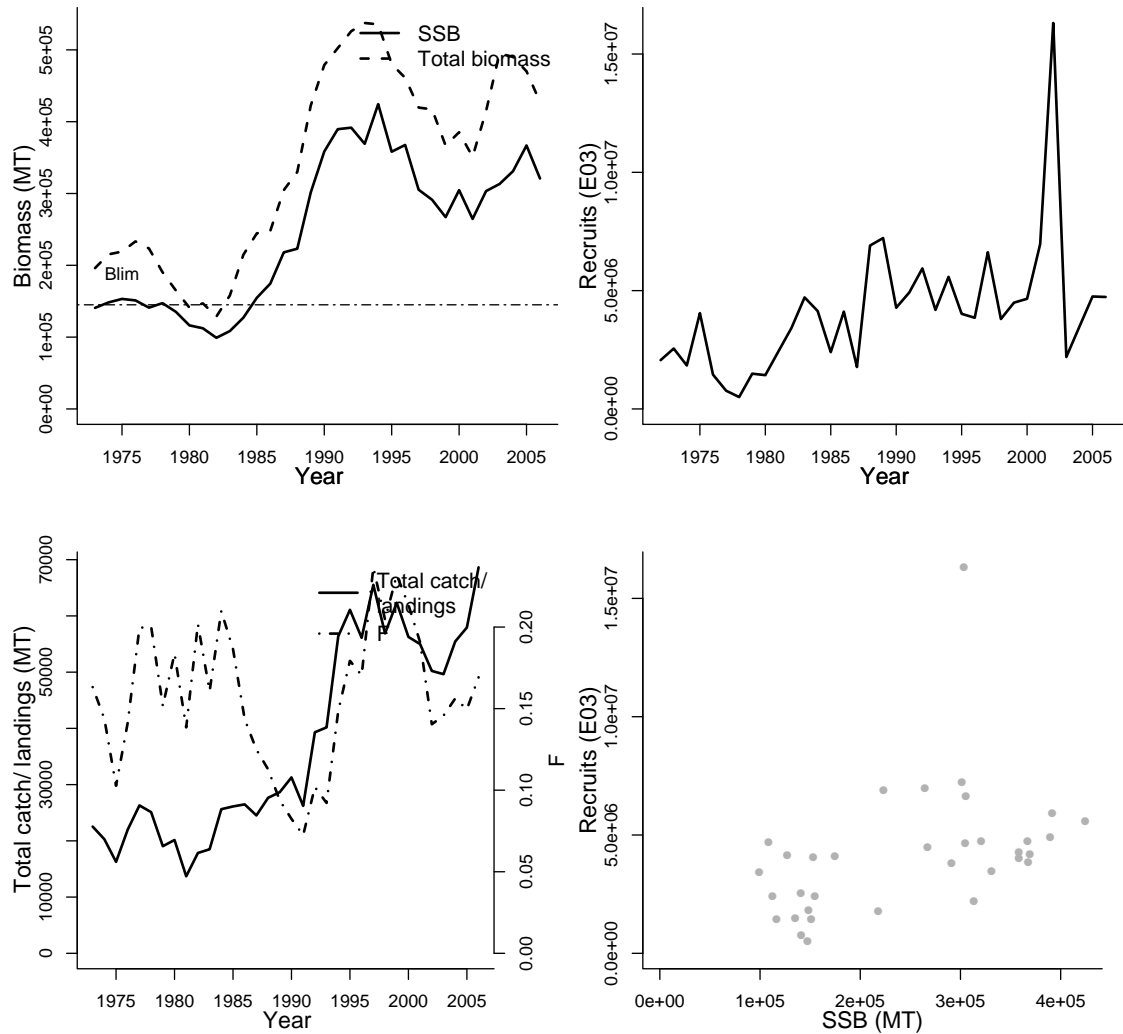 SSB
Total biomass
Blim
Biomass (MT)
0e+00
1e+05
2e+05
3e+05
4e+05
5e+05
1975
1980
1985
1990
1995
2000
2005
Year
Recruits (E03)
0.0e+00
5.0e+06
1.0e+07
1.5e+07
1975
1980
1985
1990
1995
2000
2005
Year
Total catch/
landings
F
Total catch/ landings (MT)
0
10000
30000
50000
70000
0.00
0.05
0.10
0.15
0.20
F
1975
1980
1985
1990
1995
2000
2005
Year
Recruits (E03)
0.0e+00
5.0e+06
1.0e+07
1.5e+07
0e+00
1e+05
2e+05
3e+05
4e+05
SSB (MT)